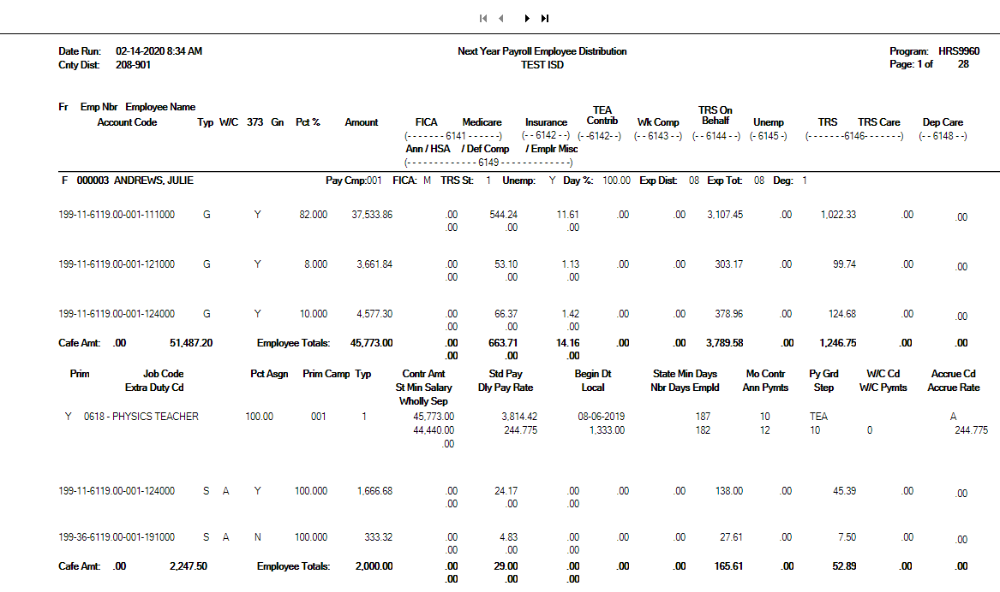 Date Run: 02-14-2020 8:34 AM Next Year Payroll Employee Distribution Program: HRS9960
Cnty Dist: 208-901 TEST ISD Page: 1 of 28
Fr Emp Nbr Employee Name
Account Code Typ W/C 373 Gn Pct % Amount FICA Medicare Insurance TEA Contrib Wk Comp TRS On Behalf Unemp TRS TRS Care Dep Care
(- - - - - - - 6141 - - - - - -) (- - 6142 - -) (- -6142- -) (- - 6143 - -) (- - 6144 - -) (- 6145 -) (- - - - - - -6146- - - - - - -) (- - 6148 - -)
Ann / HSA / Def Comp / Emplr Misc
(- - - - - - - - - - - - - 6149 - - - - - - - - - - - - -)
F 000003 ANDREWS, JULIE Pay Cmp:001 FICA: M TRS St: 1 Unemp: Y Day %: 100.00 Exp Dist: 08 Exp Tot: 08 Deg: 1
199-11-6119.00-001-111000 G Y 82.000 37,533.86 .00 544.24 11.61 .00 .00 3,107.45 .00 1,022.33 .00 .00
.00 .00 .00
199-11-6119.00-001-121000 G Y 8.000 3,661.84 .00 53.10 1.13 .00 .00 303.17 .00 99.74 .00 .00
.00 .00 .00
199-11-6119.00-001-124000 G Y 10.000 4,577.30 .00 66.37 1.42 .00 .00 378.96 .00 124.68 .00 .00
.00 .00 .00
Cafe Amt: .00 51,487.20 Employee Totals: 45,773.00 .00 663.71 14.16 .00 .00 3,789.58 .00 1,246.75 .00 .00
.00 .00 .00
Prim Job Code Pct Asgn Prim Camp Typ Contr Amt Std Pay Begin Dt State Min Days Mo Contr Py Grd W/C Cd Accrue Cd
Extra Duty Cd St Min Salary Dly Pay Rate Local Nbr Days Empld Ann Pymts Step W/C Pymts Accrue Rate
Wholly Sep
Y 0618 - PHYSICS TEACHER 100.00 001 1 45,773.00 3,814.42 08-06-2019 187 10 TEA A
44,440.00 244.775 1,333.00 182 12 10 0 244.775
.00
199-11-6119.00-001-124000 S A Y 100.000 1,666.68 .00 24.17 .00 .00 .00 138.00 .00 45.39 .00 .00
.00 .00 .00
199-36-6119.00-001-191000 S A N 100.000 333.32 .00 4.83 .00 .00 .00 27.61 .00 7.50 .00 .00
.00 .00 .00
Cafe Amt: .00 2,247.50 Employee Totals: 2,000.00 .00 29.00 .00 .00 .00 165.61 .00 52.89 .00 .00
.00 .00 .00